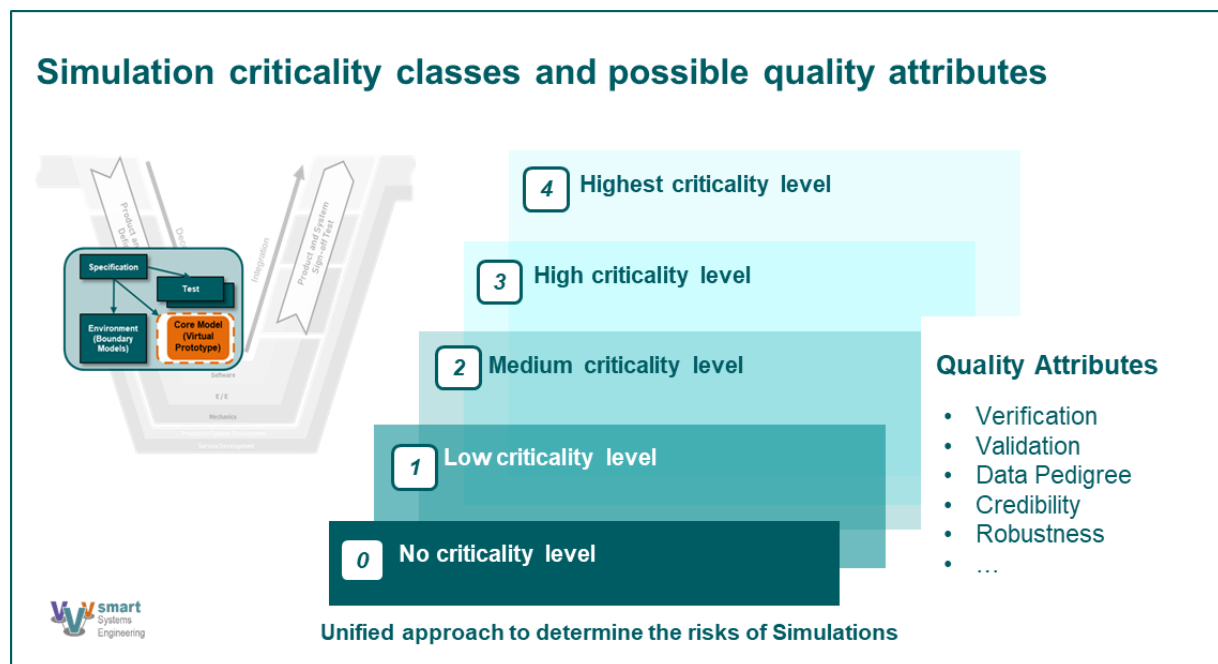 Simulation criticality classes and possible quality attributes
Integration
Product and System
Sign-off Test
Specification
Test
Environment
(Boundary
Models)
Core Model
(Virtual
Prototype)
Software
E / E
Mechanics
4 Highest criticality level
3 High criticality level
2 Medium criticality level
1 Low criticality level
0 No criticality level
Quality Attributes
• Verification
• Validation
• Data Pedigree
• Credibility
• Robustness
• …
smart
Systems
Engineering
Unified approach to determine the risks of Simulations